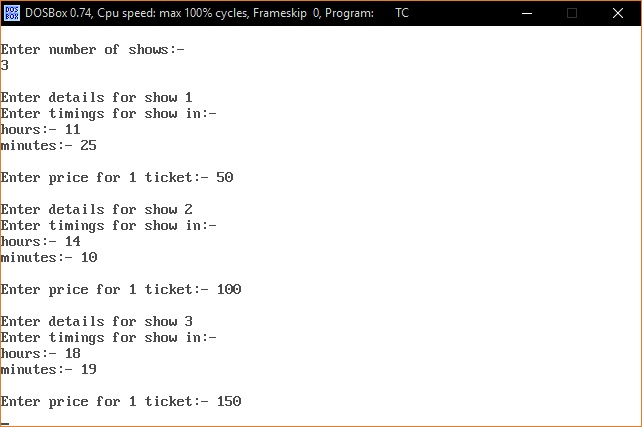 DOS BOX DOSBox 0.74, Cpu speed: max 100% cycles, Frameskip 0, Program: TC
Enter number of shows:-
3
Enter details for show 1
Enter timings for show in:-
hours:- 11
minutes:- 25
Enter price for 1 ticket:- 50
Enter details for show 2
Enter timings for show in:-
hours:- 14
minutes:- 10
Enter price for 1 ticket:- 100
Enter details for show 3
Enter timings for show in:-
hours:- 18
minutes:- 19
Enter price for 1 ticket:- 150
_